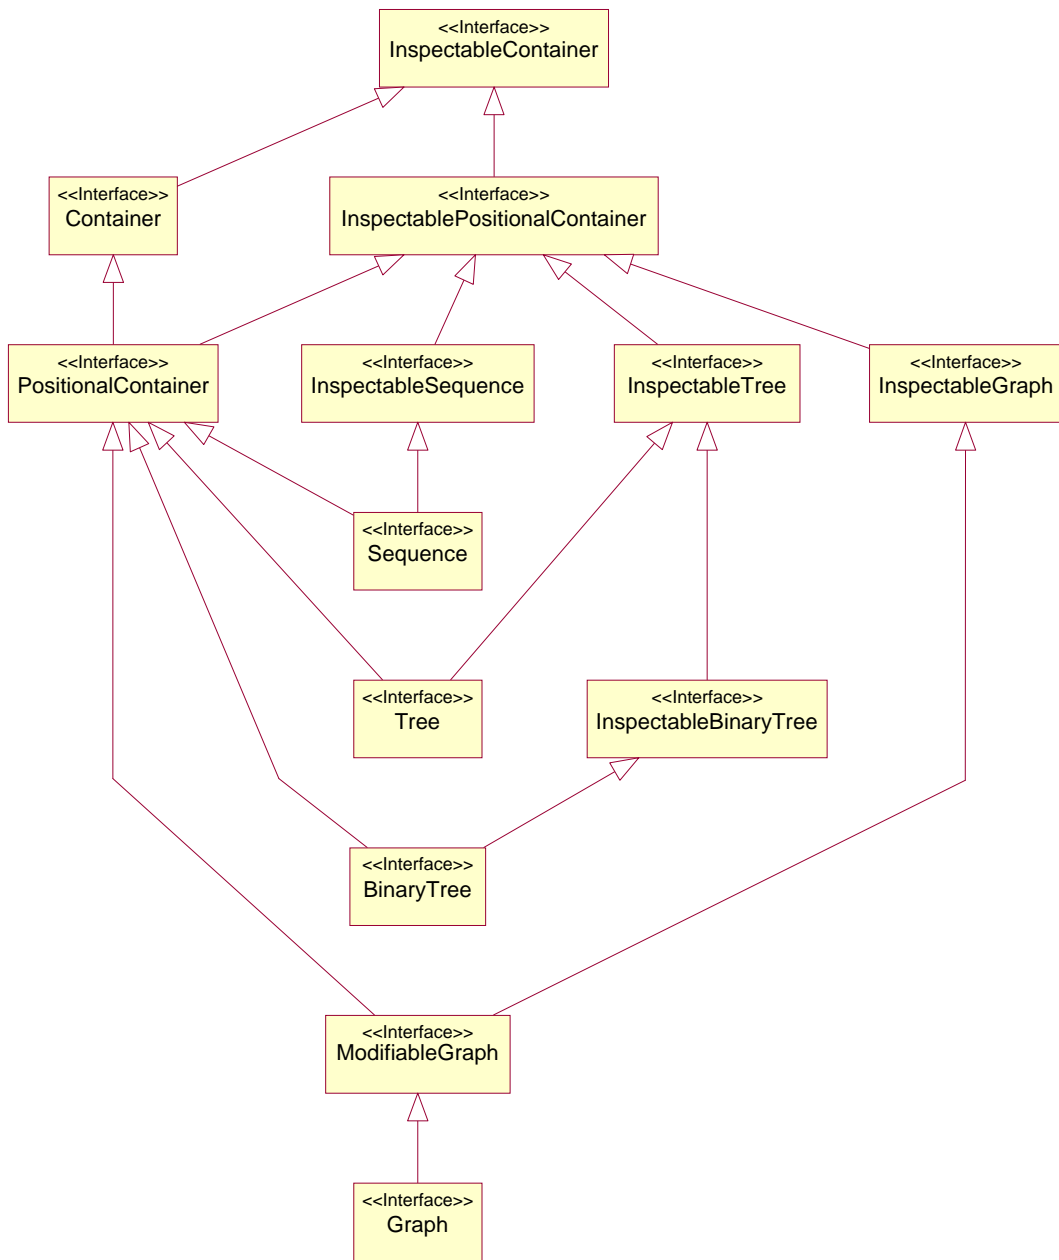 <<Interface>>
InspectableContainer
<<Interface>>
Container
<<Interface>>
InspectablePositionalContainer
<<Interface>>
PositionalContainer
<<Interface>>
InspectableSequence
<<Interface>>
InspectableTree
<<Interface>>
InspectableGraph
<<Interface>>
Sequence
<<Interface>>
Tree
<<Interface>>
InspectableBinaryTree
<<Interface>>
BinaryTree
<<Interface>>
ModifiableGraph
<<Interface>>
Graph